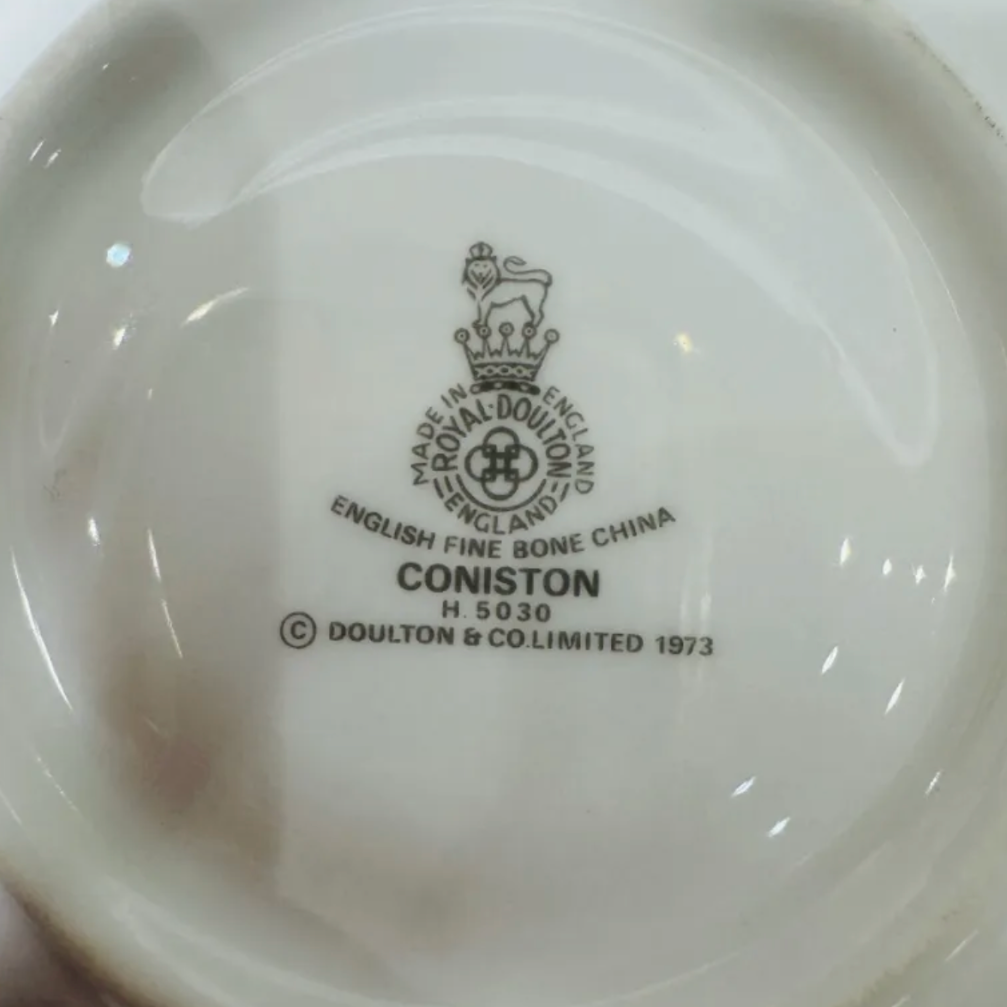 MADE IN ENGLAND
ROYAL·DOULTON
ENGLAND
ENGLISH FINE BONE CHINA
CONISTON
H. 5030
© DOULTON & CO.LIMITED 1973